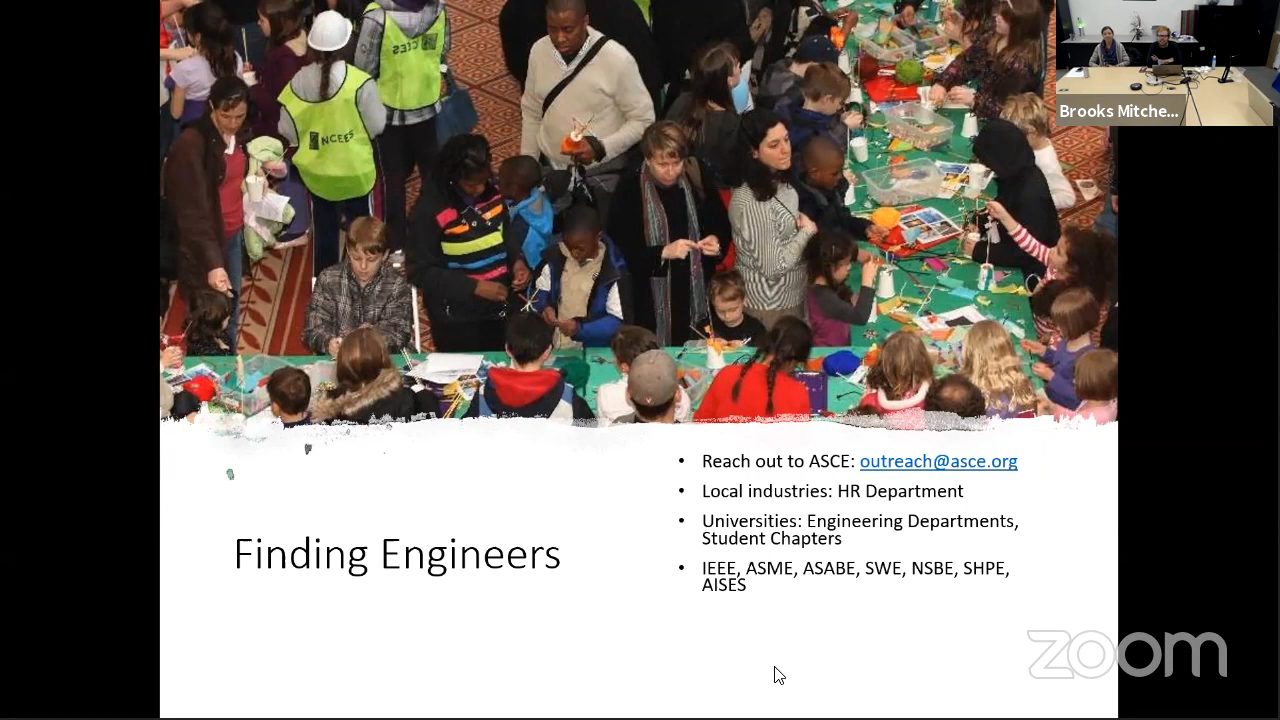 NCEES
NCEES
Brooks Mitche...
Finding Engineers
• Reach out to ASCE: outreach@asce.org
• Local industries: HR Department
• Universities: Engineering Departments,
Student Chapters
• IEEE, ASME, ASABE, SWE, NSBE, SHPE,
AISES
zoom